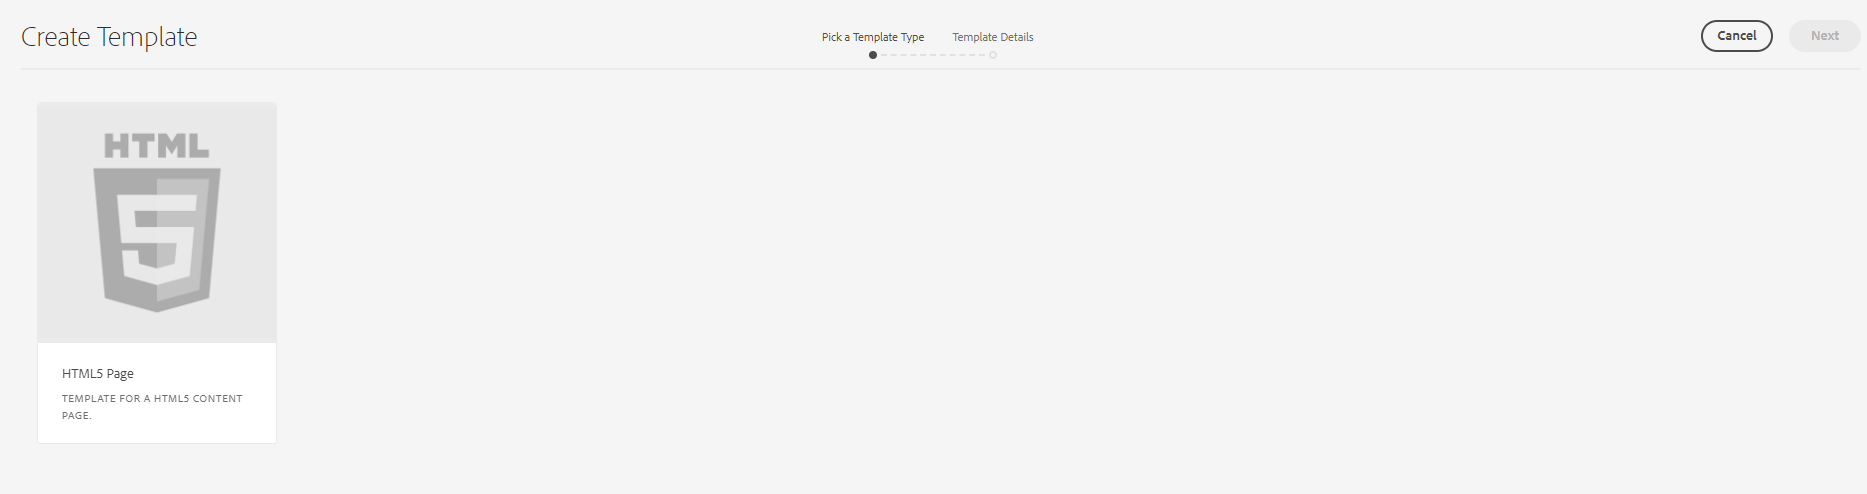 Create Template
Pick a Template Type
Template Details
Cancel
Next
HTML
5
HTML5 Page
TEMPLATE FOR A HTML5 CONTENT
PAGE.